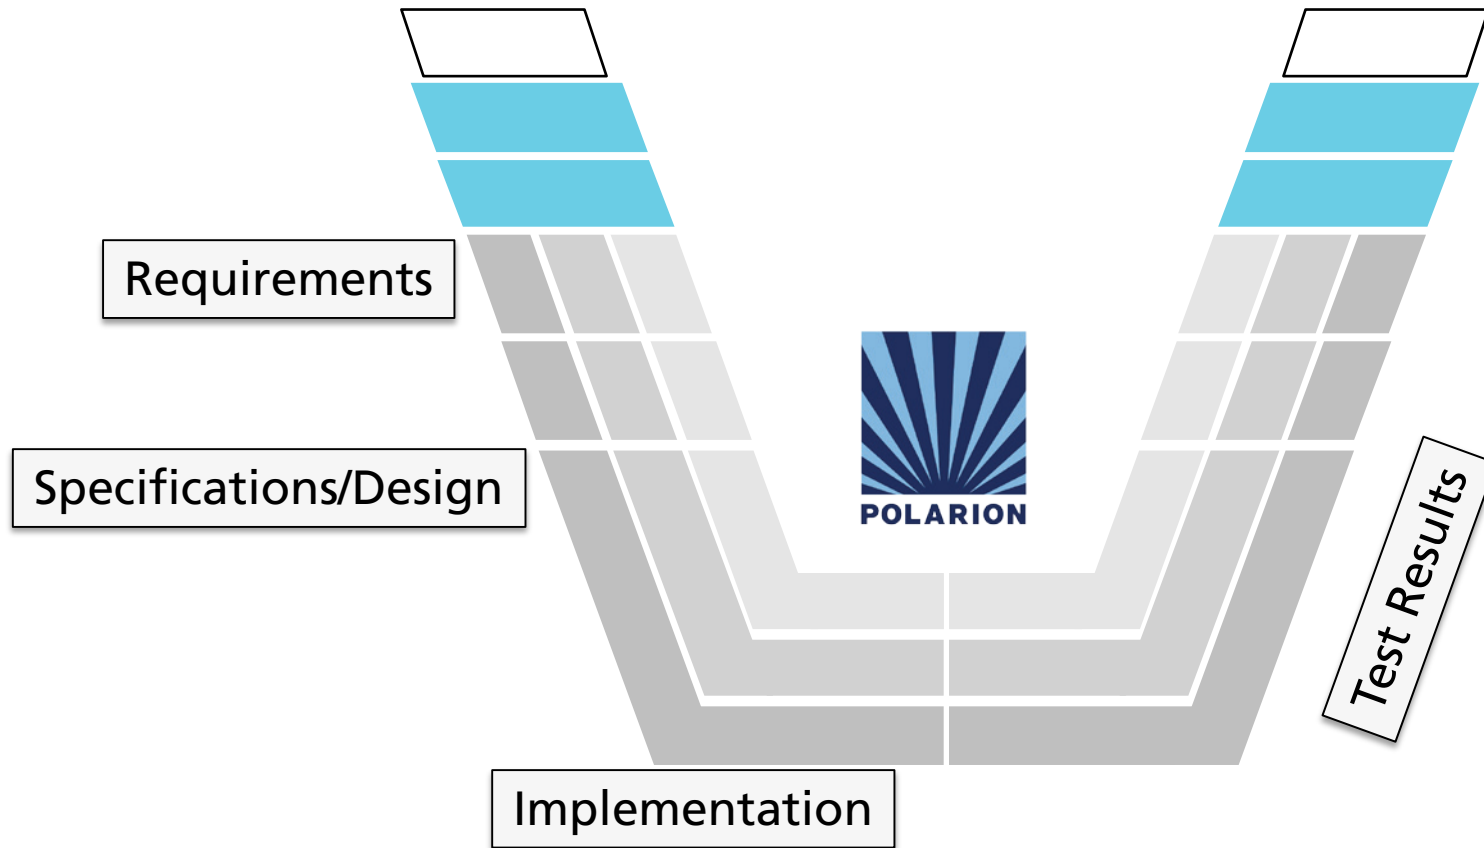 Requirements
POLARION
Specifications/Design
Test Results
Implementation